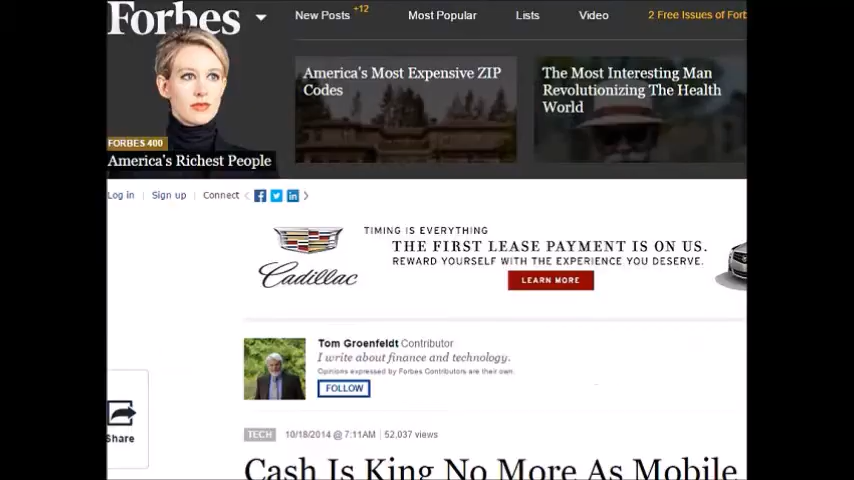 Forbes
New Posts +12
Most Popular
Lists
Video
2 Free Issues of Forb
America's Most Expensive ZIP
Codes
The Most Interesting Man
Revolutionizing The Health
World
FORBES 400
America's Richest People
Log in | Sign up | Connect
TIMING IS EVERYTHING
THE FIRST LEASE PAYMENT IS ON US.
REWARD YOURSELF WITH THE EXPERIENCE YOU DESERVE.
Cadillac
LEARN MORE
Tom Groenfeldt Contributor
I write about finance and technology.
Opinions expressed by Forbes Contributors are their own.
FOLLOW
Share
TECH 10/18/2014 @ 7:11AM | 52,037 views
Cash Is King No More As Mobile